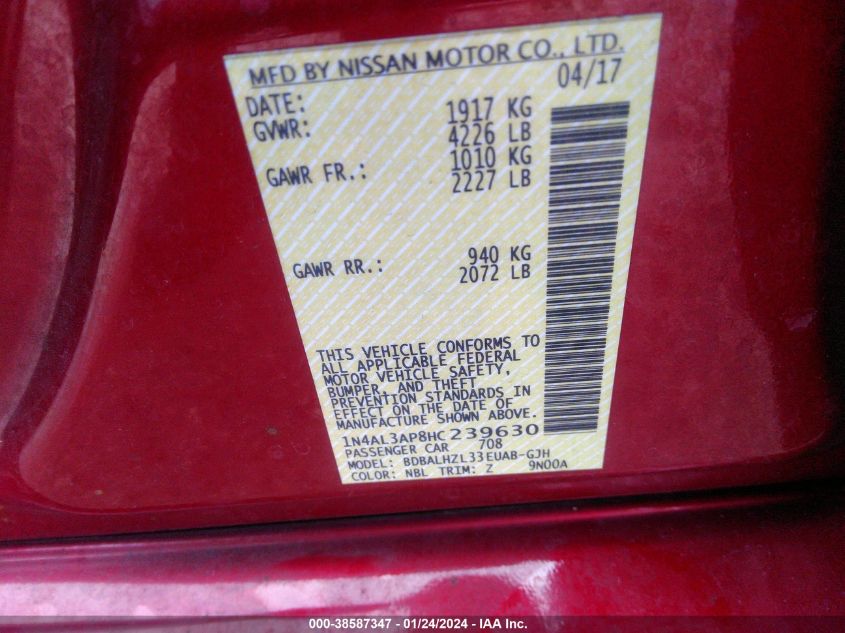 MFD BY NISSAN MOTOR CO., LTD.
DATE: 04/17
GVWR: 1917 KG
4226 LB
GAWR FR.: 1010 KG
2227 LB
GAWR RR.: 940 KG
2072 LB
THIS VEHICLE CONFORMS TO
ALL APPLICABLE FEDERAL
MOTOR VEHICLE SAFETY,
BUMPER, AND THEFT
PREVENTION STANDARDS IN
EFFECT ON THE DATE OF
MANUFACTURE SHOWN ABOVE.
1N4AL3AP8HC239630
PASSENGER CAR 708
MODEL: BDBALHZL33EUAB-GJH
COLOR: NBL TRIM: Z 9N00A
000-38587347 - 01/24/2024 - IAA Inc.